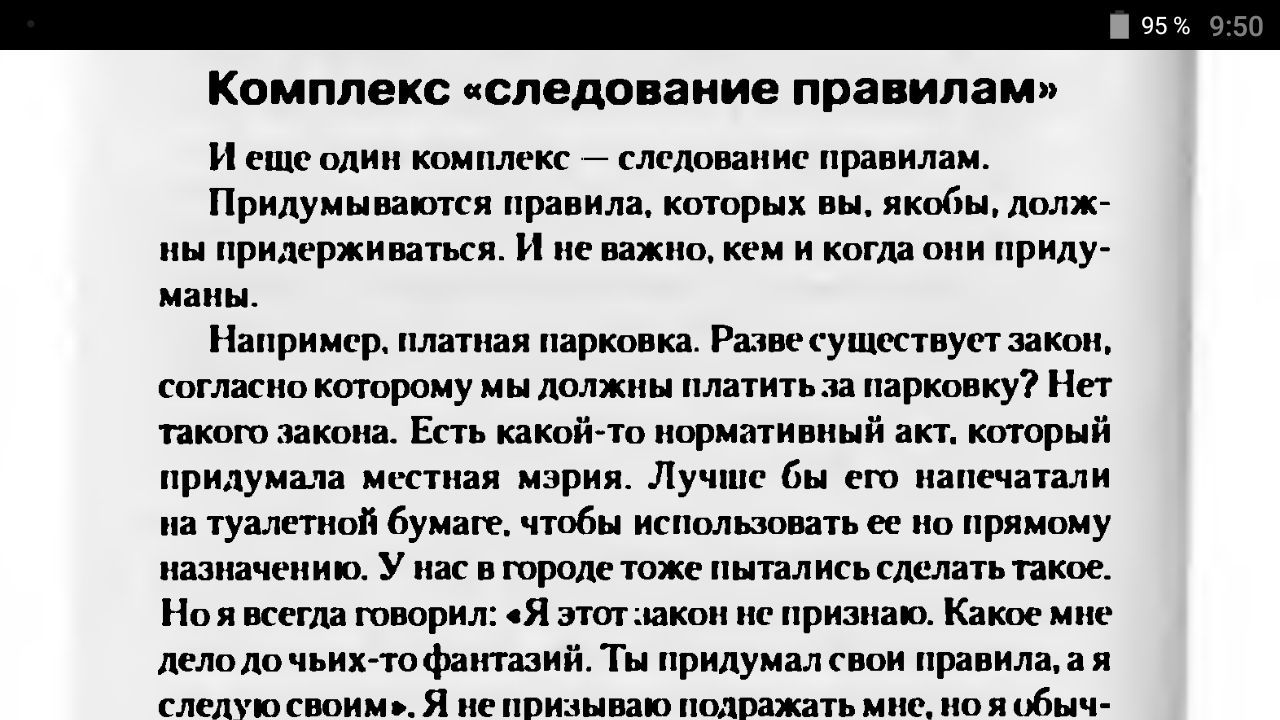 95 % 9:50
Комплекс «следование правилам»
И еще один комплекс — следование правилам.
Придумываются правила, которых вы, якобы, долж-
ны придерживаться. И не важно, кем и когда они приду-
маны.
Например, платная парковка. Разве существует закон,
согласно которому мы должны платить за парковку? Нет
такого закона. Есть какой-то нормативный акт, который
придумала местная мэрия. Лучше бы его напечатали
на туалетной бумаге, чтобы использовать ее по прямому
назначению. У нас в городе тоже пытались сделать такое.
Но я всегда говорил: «Я этот закон не признаю. Какое мне
дело до чьих-то фантазий. Ты придумал свои правила, а я
следую своим». Я не призываю подражать мне, но я обыч-